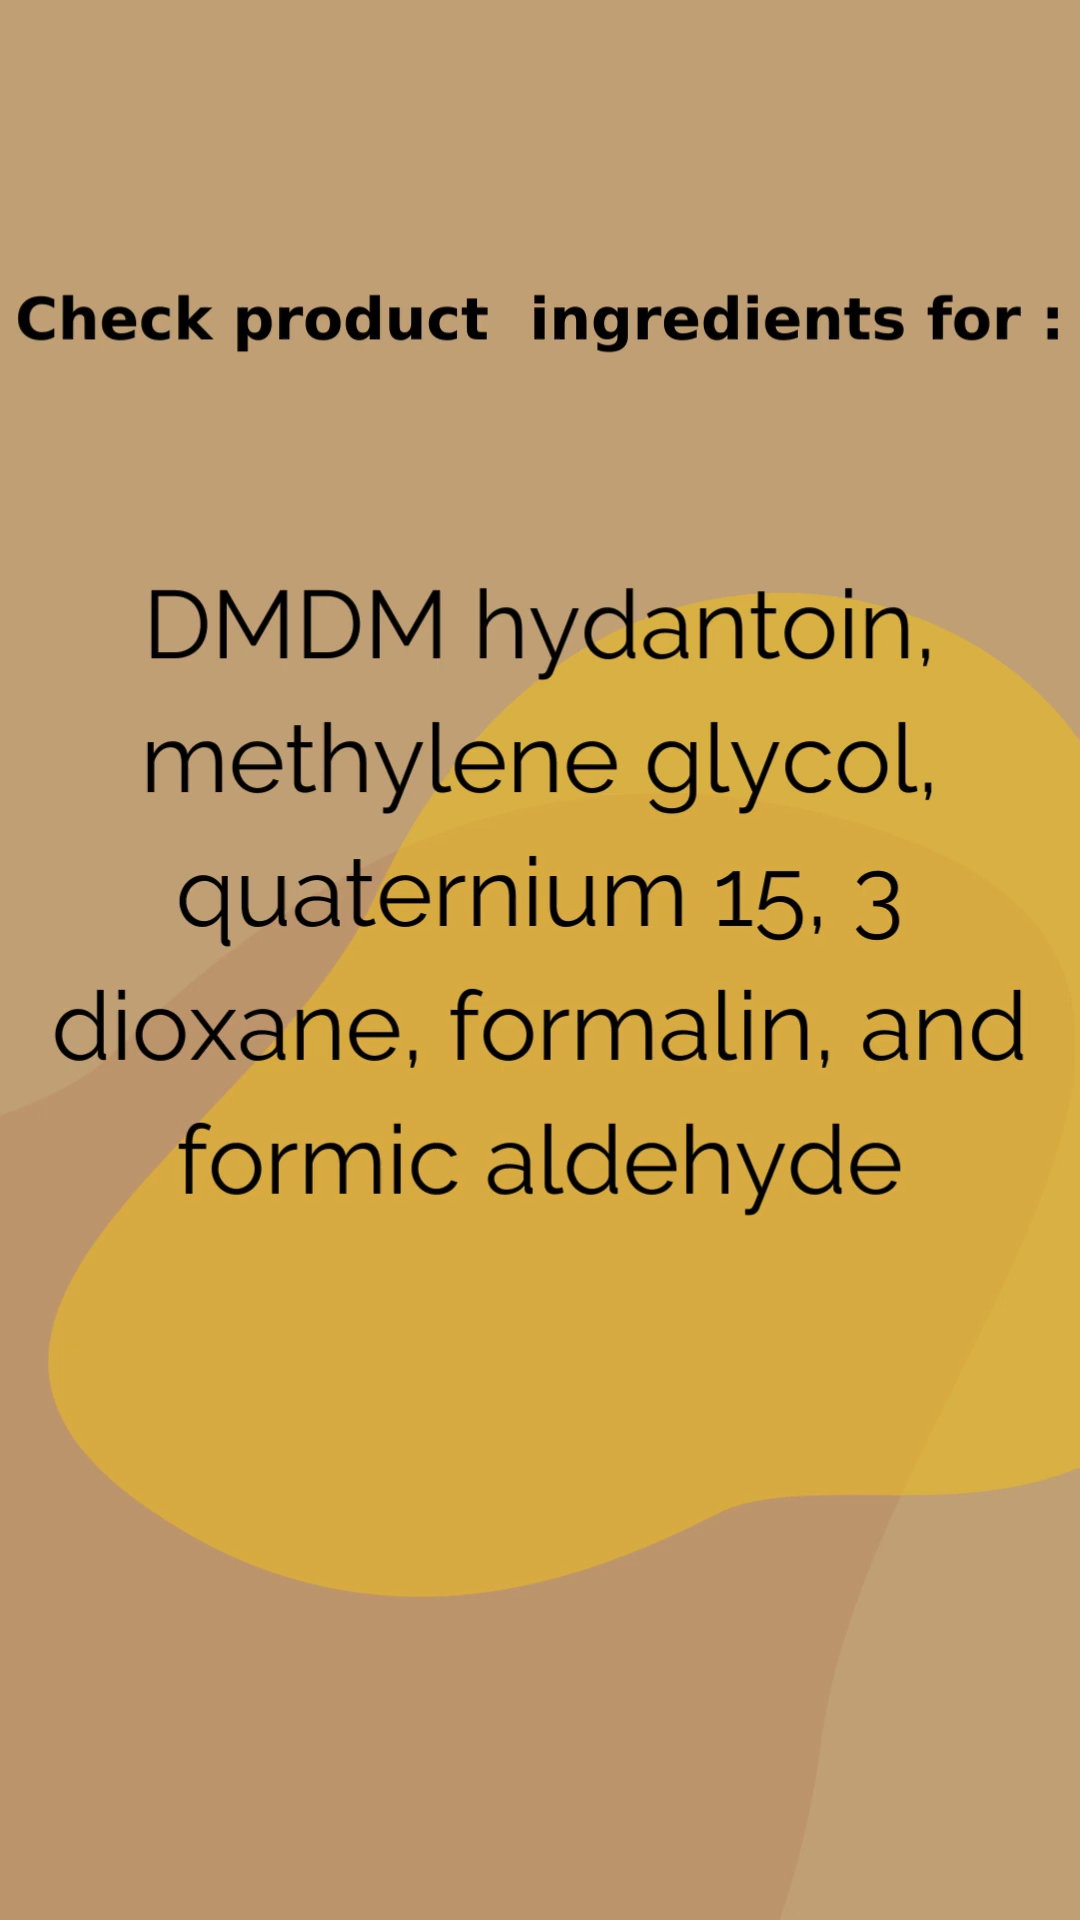 Check product  ingredients for :
DMDM hydantoin,
methylene glycol,
quaternium 15, 3
dioxane, formalin, and
formic aldehyde